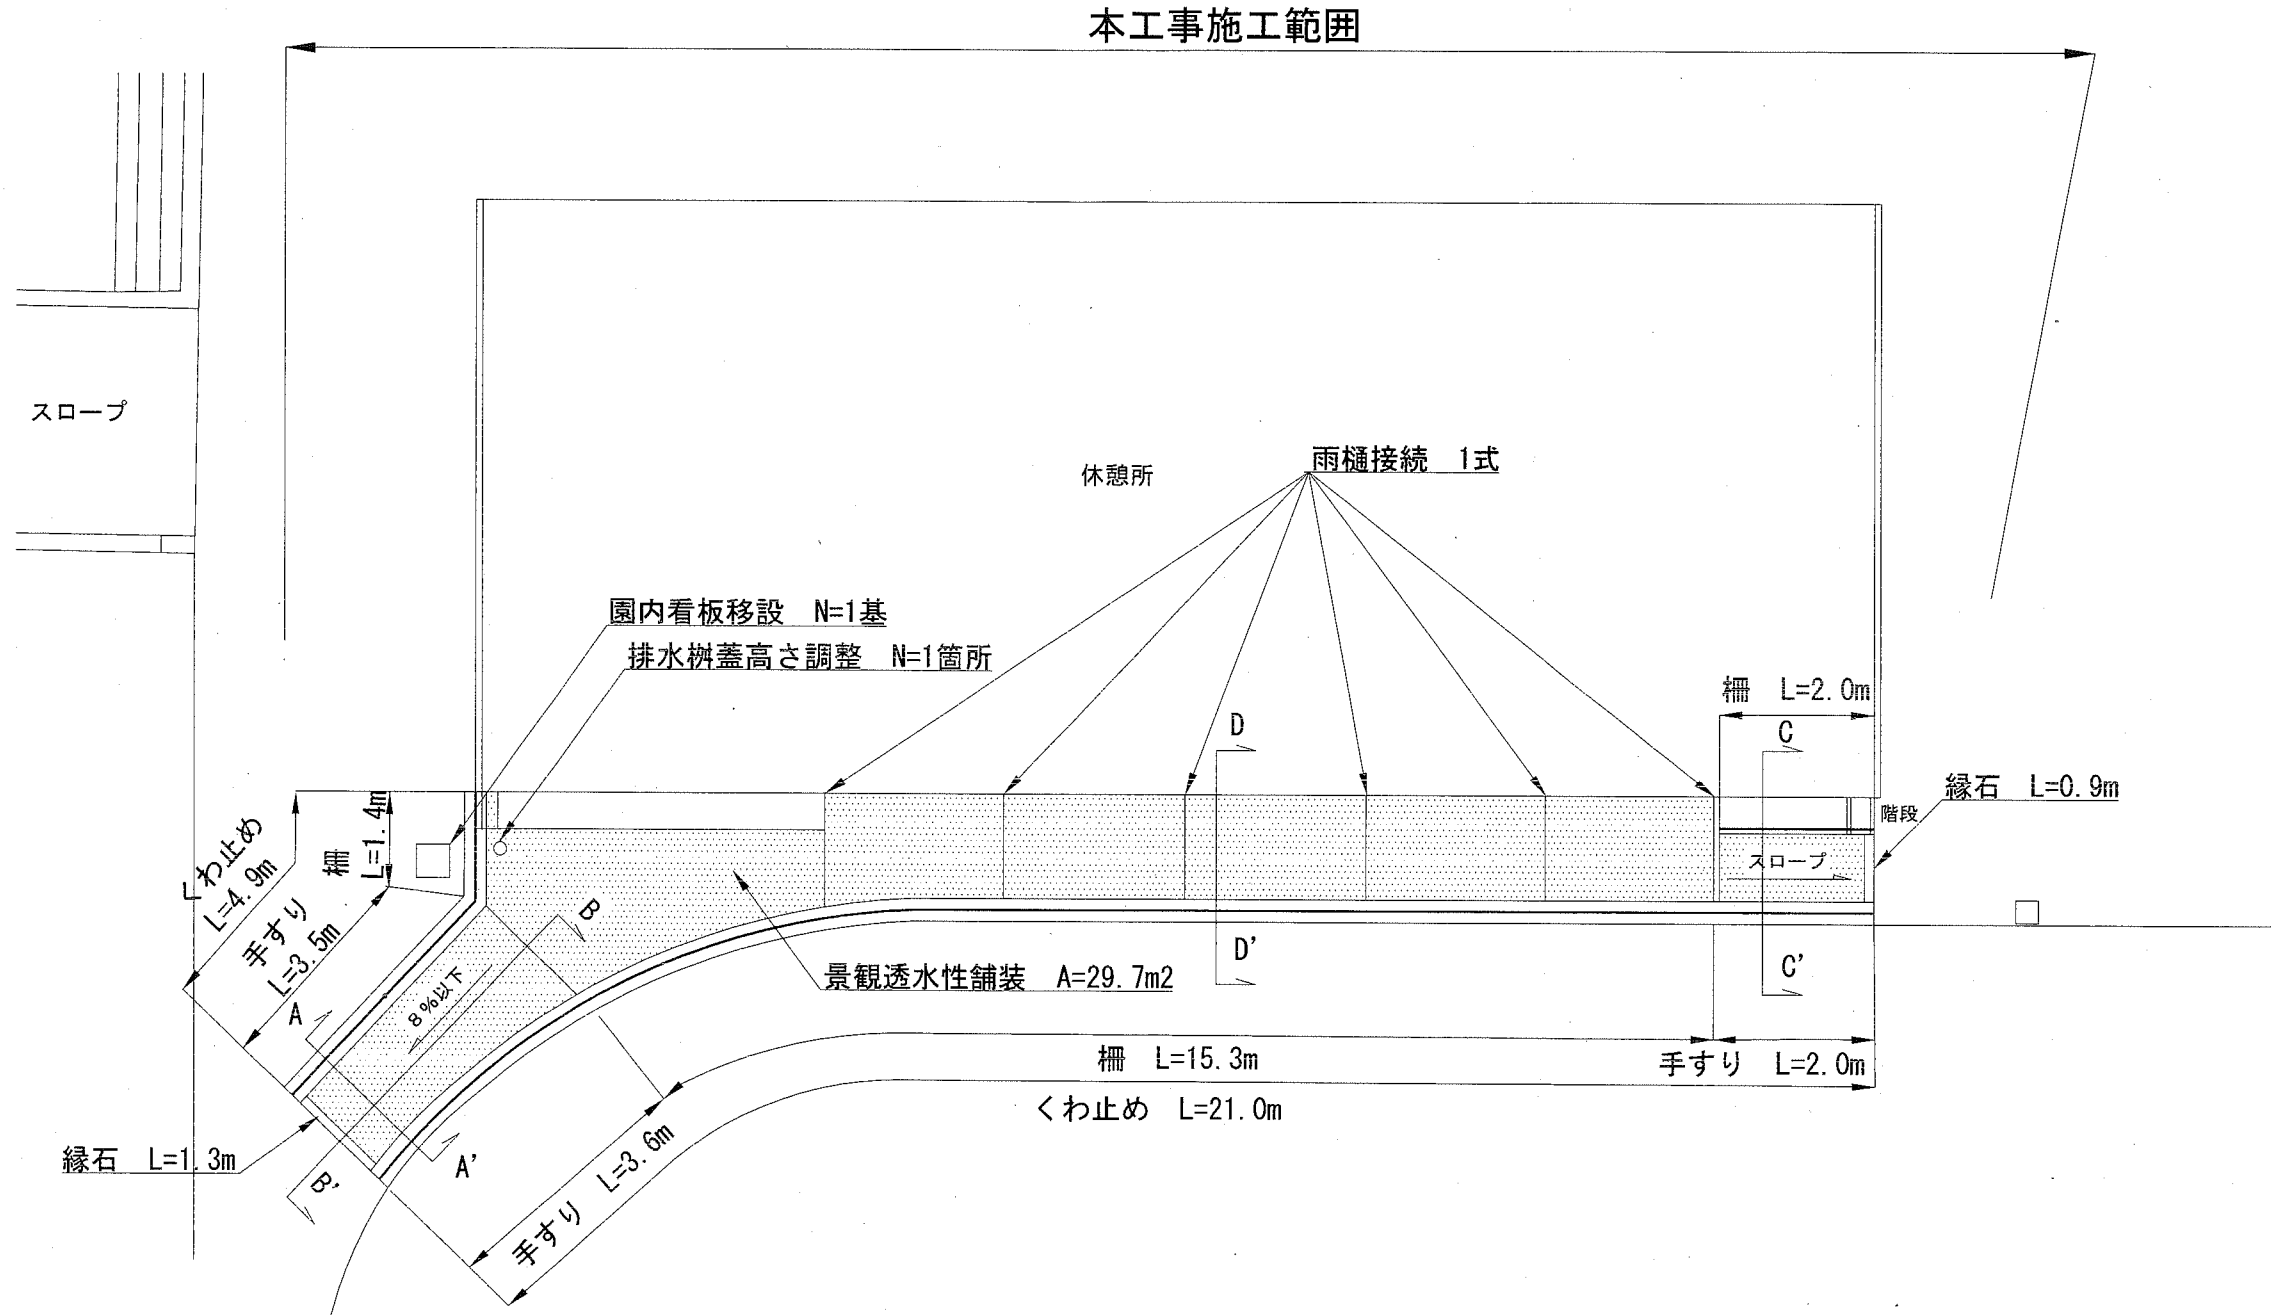 本工事施工範囲
スロープ
休憩所
雨樋接続　1式
園内看板移設　N=1基
排水桝蓋高さ調整　N=1箇所
柵　L=2.0m
D
C
縁石　L=0.9m
階段
スロープ
くわ止め
L=4.9m
柵
L=1.4m
手すり
L=3.5m
B
8%以下
A
D'
C'
景観透水性舗装　A=29.7m2
柵　L=15.3m
手すり　L=2.0m
くわ止め　L=21.0m
縁石　L=1.3m
A'
B'
手すり　L=3.6m